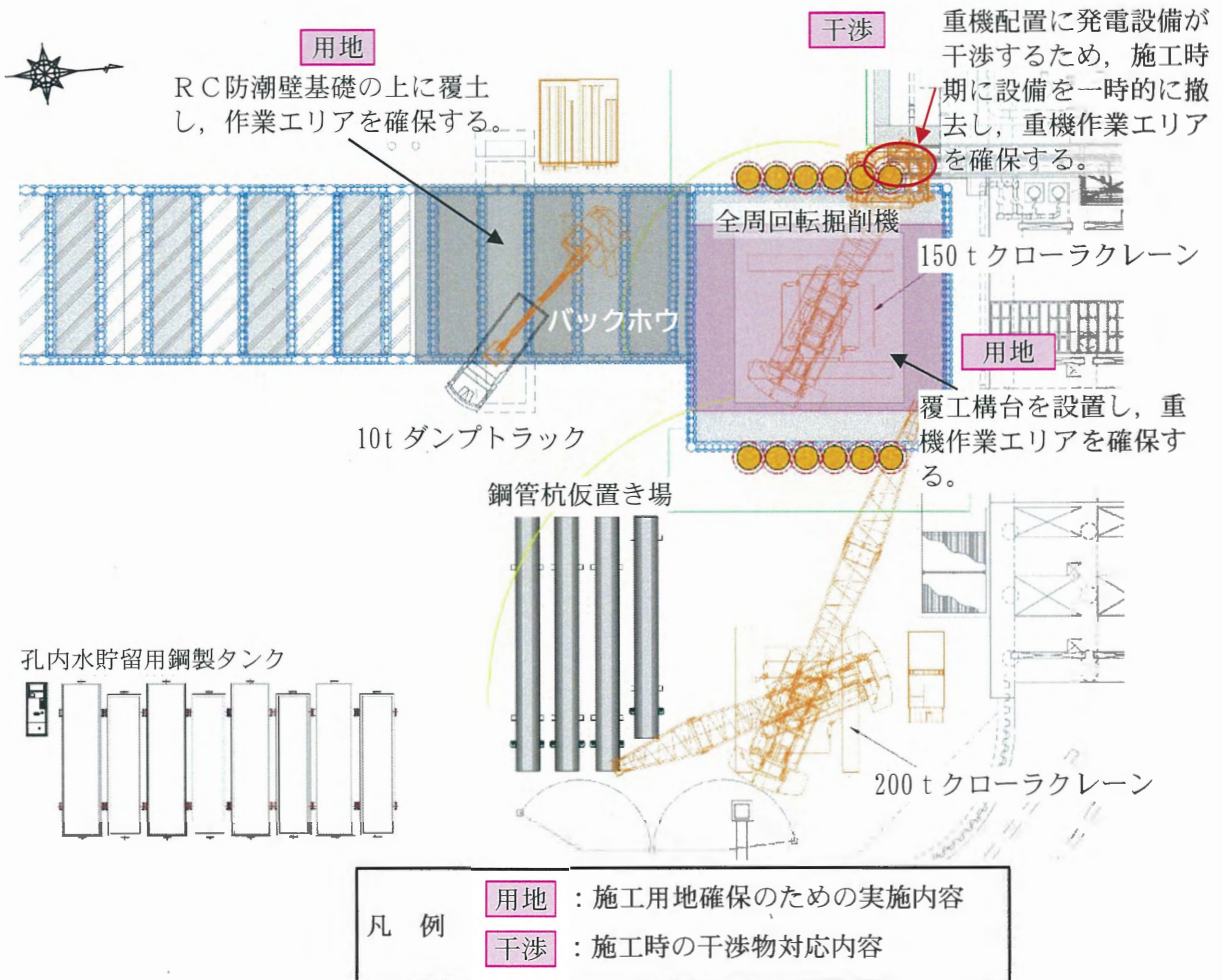 用地
RC防潮壁基礎の上に覆土
し，作業エリアを確保する。
干渉
重機配置に発電設備が
干渉するため，施工時
期に設備を一時的に撤
去し，重機作業エリア
を確保する。
全周回転掘削機
150ｔクローラクレーン
バックホウ
用地
覆工構台を設置し，重
機作業エリアを確保す
る。
10t ダンプトラック
鋼管杭仮置き場
孔内水貯留用鋼製タンク
200ｔクローラクレーン
凡 例
用地 ：施工用地確保のための実施内容
干渉 ：施工時の干渉物対応内容